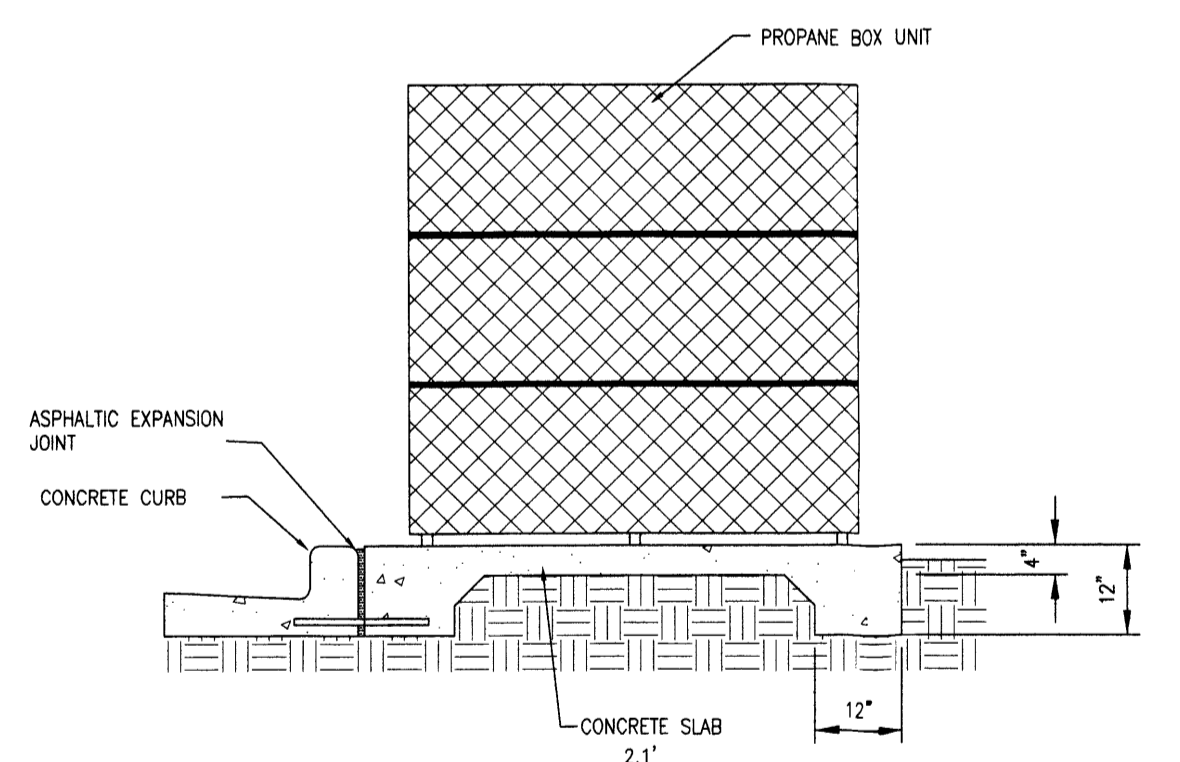 PROPANE BOX UNIT
ASPHALTIC EXPANSION
JOINT
CONCRETE CURB
4"
12"
12"
CONCRETE SLAB
2.1'